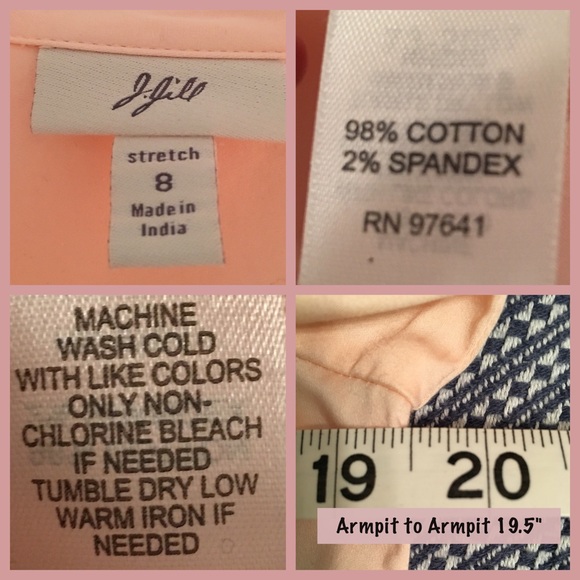 J.Jill
stretch
8
Made in
India
98% COTTON
2% SPANDEX
RN 97641
MACHINE
WASH COLD
WITH LIKE COLORS
ONLY NON-
CHLORINE BLEACH
IF NEEDED
TUMBLE DRY LOW
WARM IRON IF
NEEDED
19 20
Armpit to Armpit 19.5"